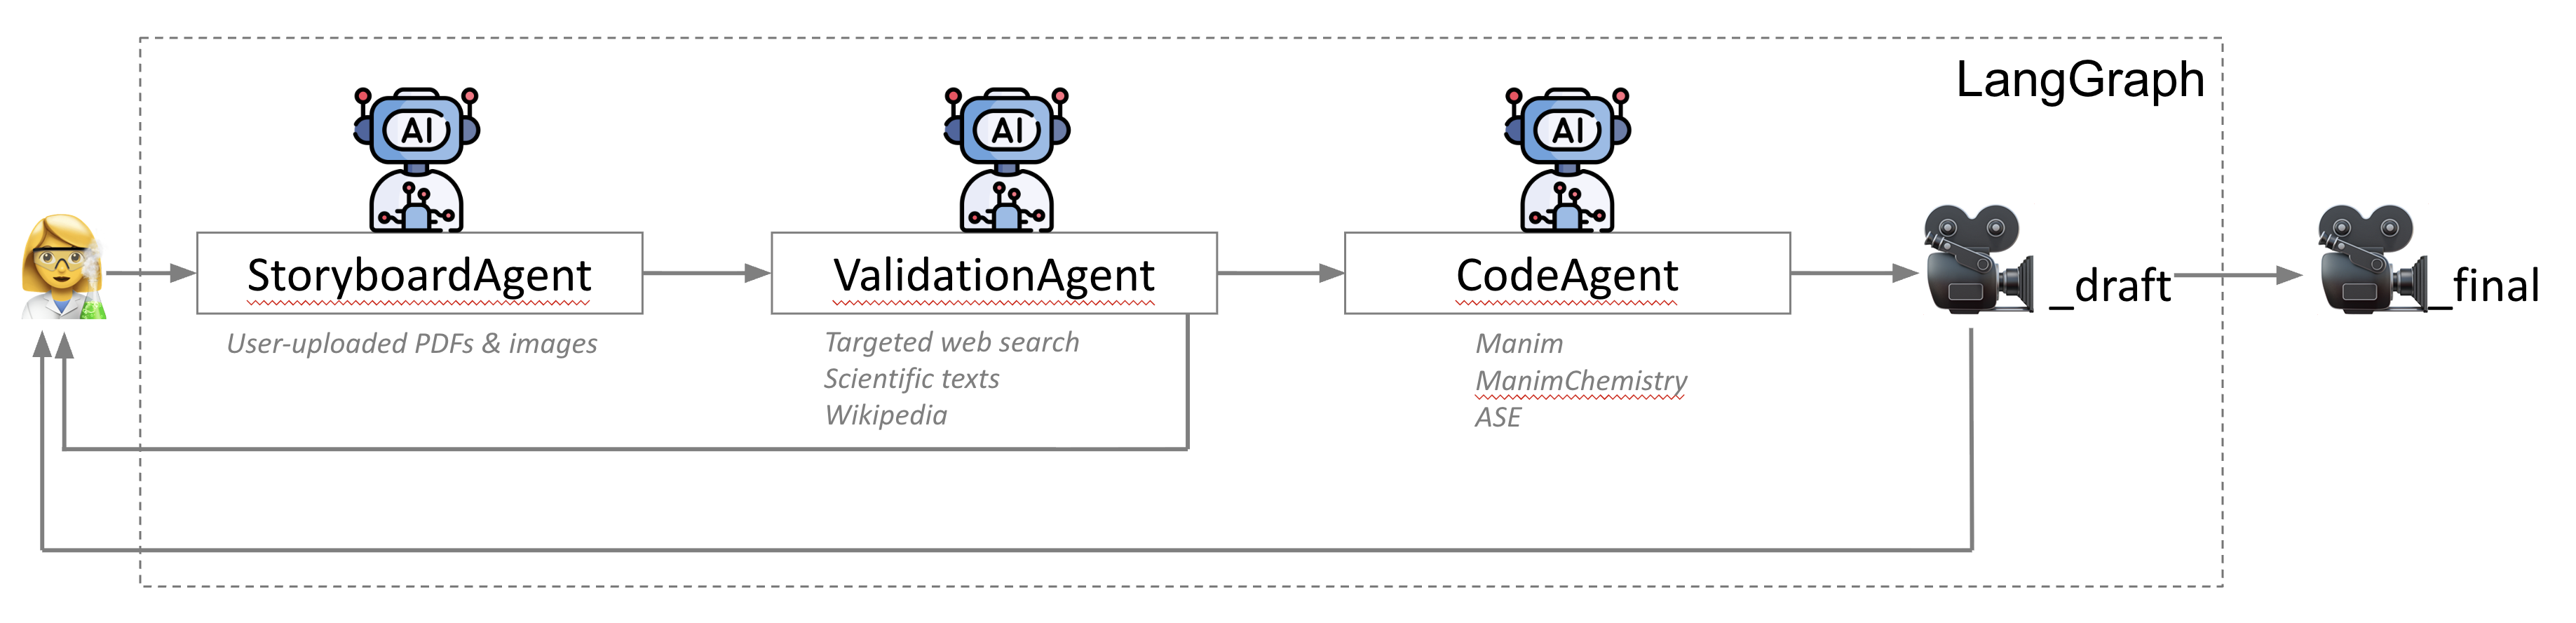 LangGraph
AI
AI
AI
StoryboardAgent
ValidationAgent
CodeAgent
_draft
_final
User-uploaded PDFs & images
Targeted web search
Scientific texts
Wikipedia
Manim
ManimChemistry
ASE